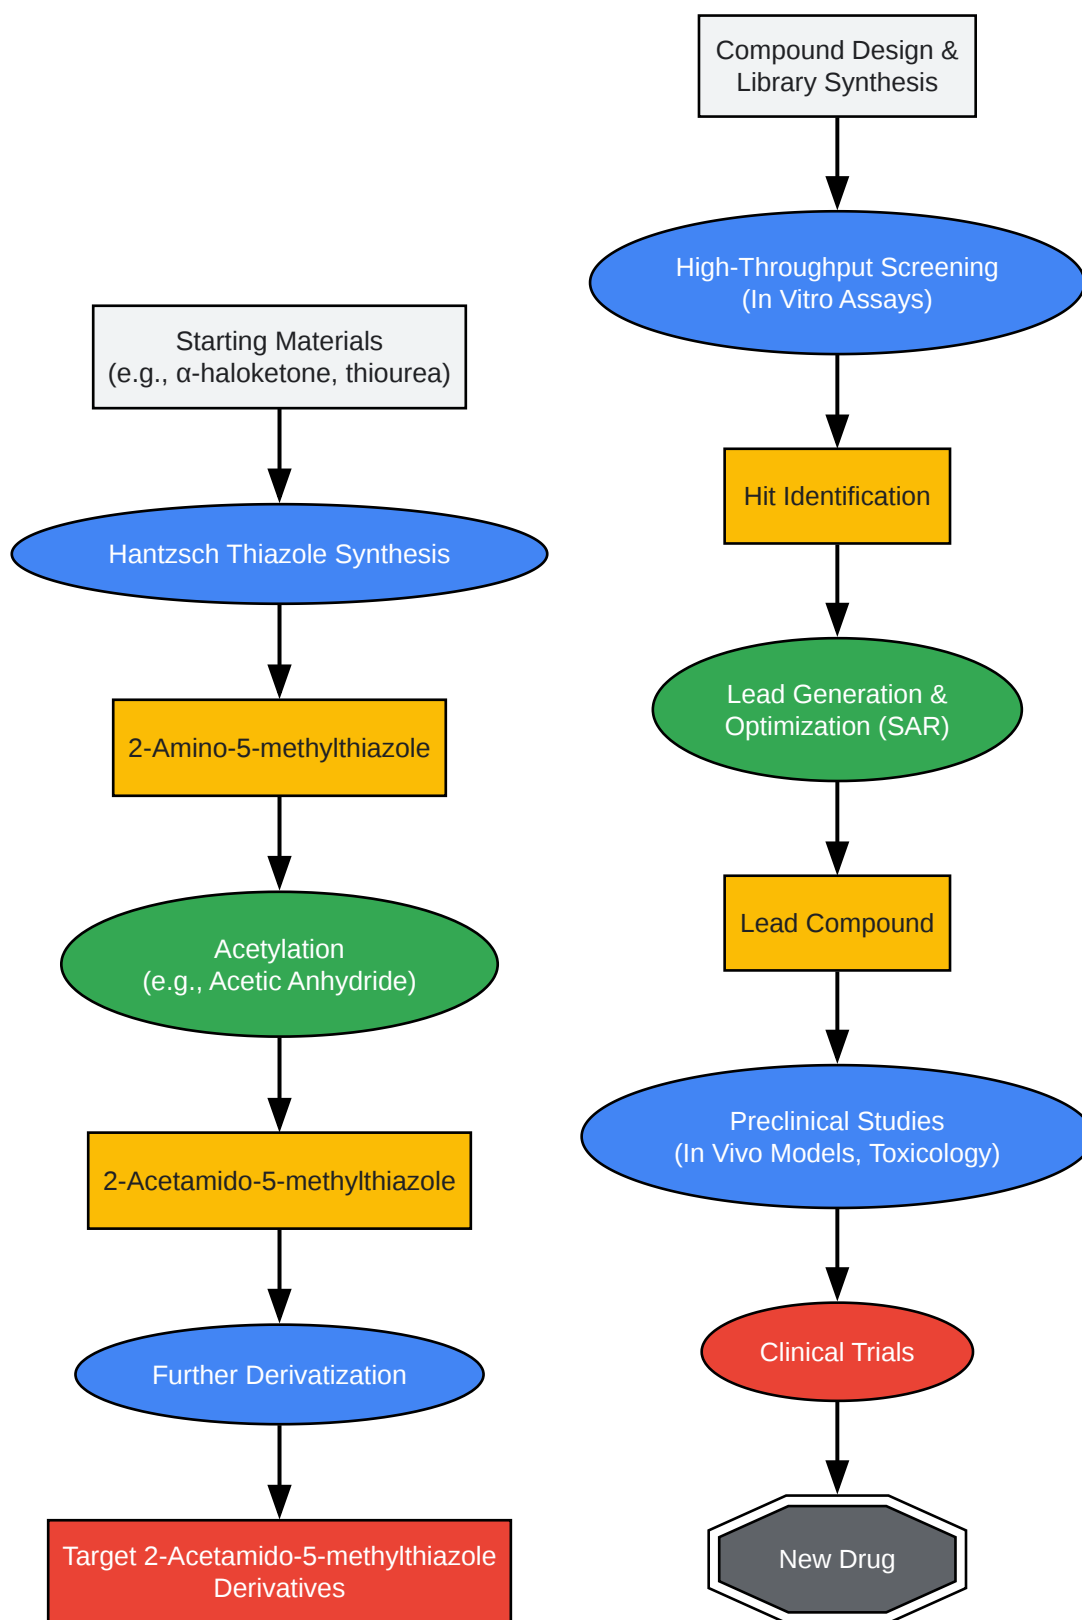 Starting Materials
(e.g., α-haloketone, thiourea)
Hantzsch Thiazole Synthesis
2-Amino-5-methylthiazole
Acetylation
(e.g., Acetic Anhydride)
2-Acetamido-5-methylthiazole
Further Derivatization
Target 2-Acetamido-5-methylthiazole
Derivatives
Compound Design &
Library Synthesis
High-Throughput Screening
(In Vitro Assays)
Hit Identification
Lead Generation &
Optimization (SAR)
Lead Compound
Preclinical Studies
(In Vivo Models, Toxicology)
Clinical Trials
New Drug